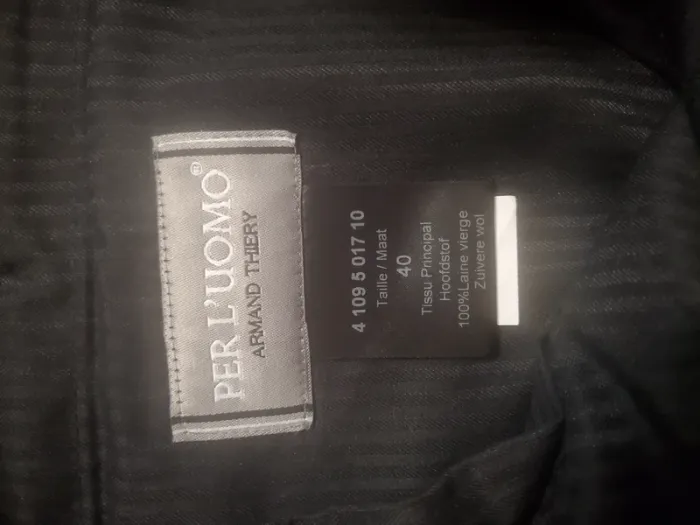 PER L'UOMO®
ARMAND THIERY
4 109 5 017 10
Taille / Maat
40
Tissu Principal
Hoofdstof
100%Laine vierge
Zuivere wol